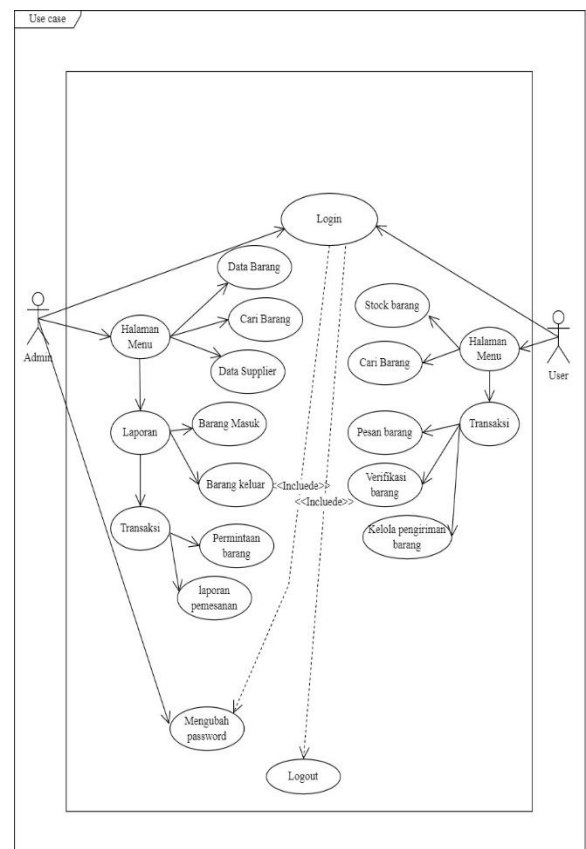 Use case
Login
Data Barang
Stock barang
Cari Barang
Halaman
Menu
Halaman
Menu
Admin
User
Cari Barang
Data Supplier
Barang Masuk
Laporan
Pesan barang
Transaksi
Barang keluar
<<Incluede>>
<<Incluede>>
Verifikasi
barang
Transaksi
Permintaan
barang
Kelola pengiriman
barang
laporan
pemesanan
Mengubah
password
Logout